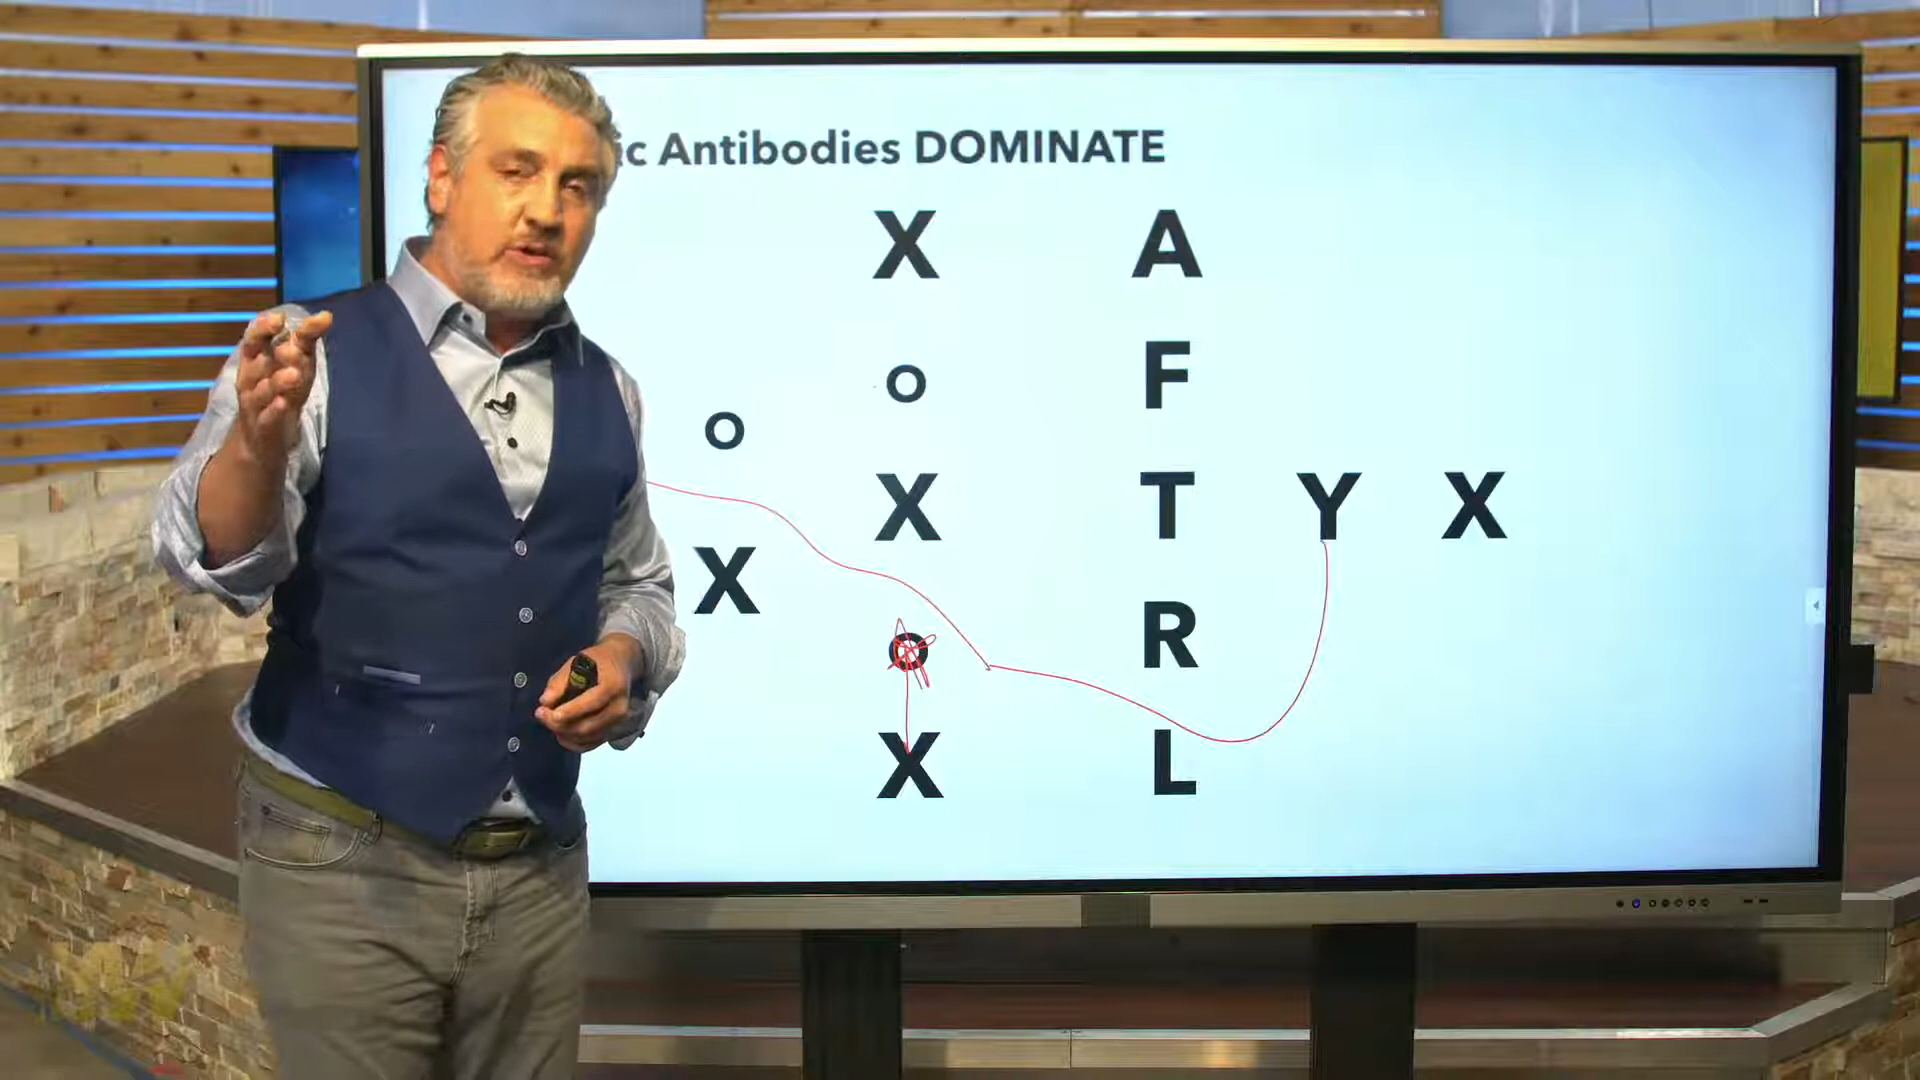 ic Antibodies DOMINATE
X A
o F
o
X T Y X
X
o R
X L